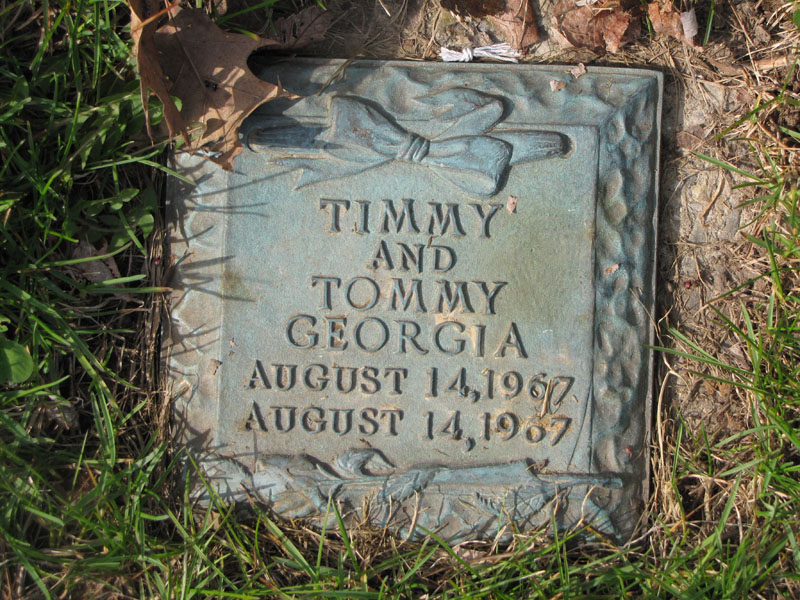 TIMMY
AND
TOMMY
GEORGIA
AUGUST 14, 1967
AUGUST 14, 1967